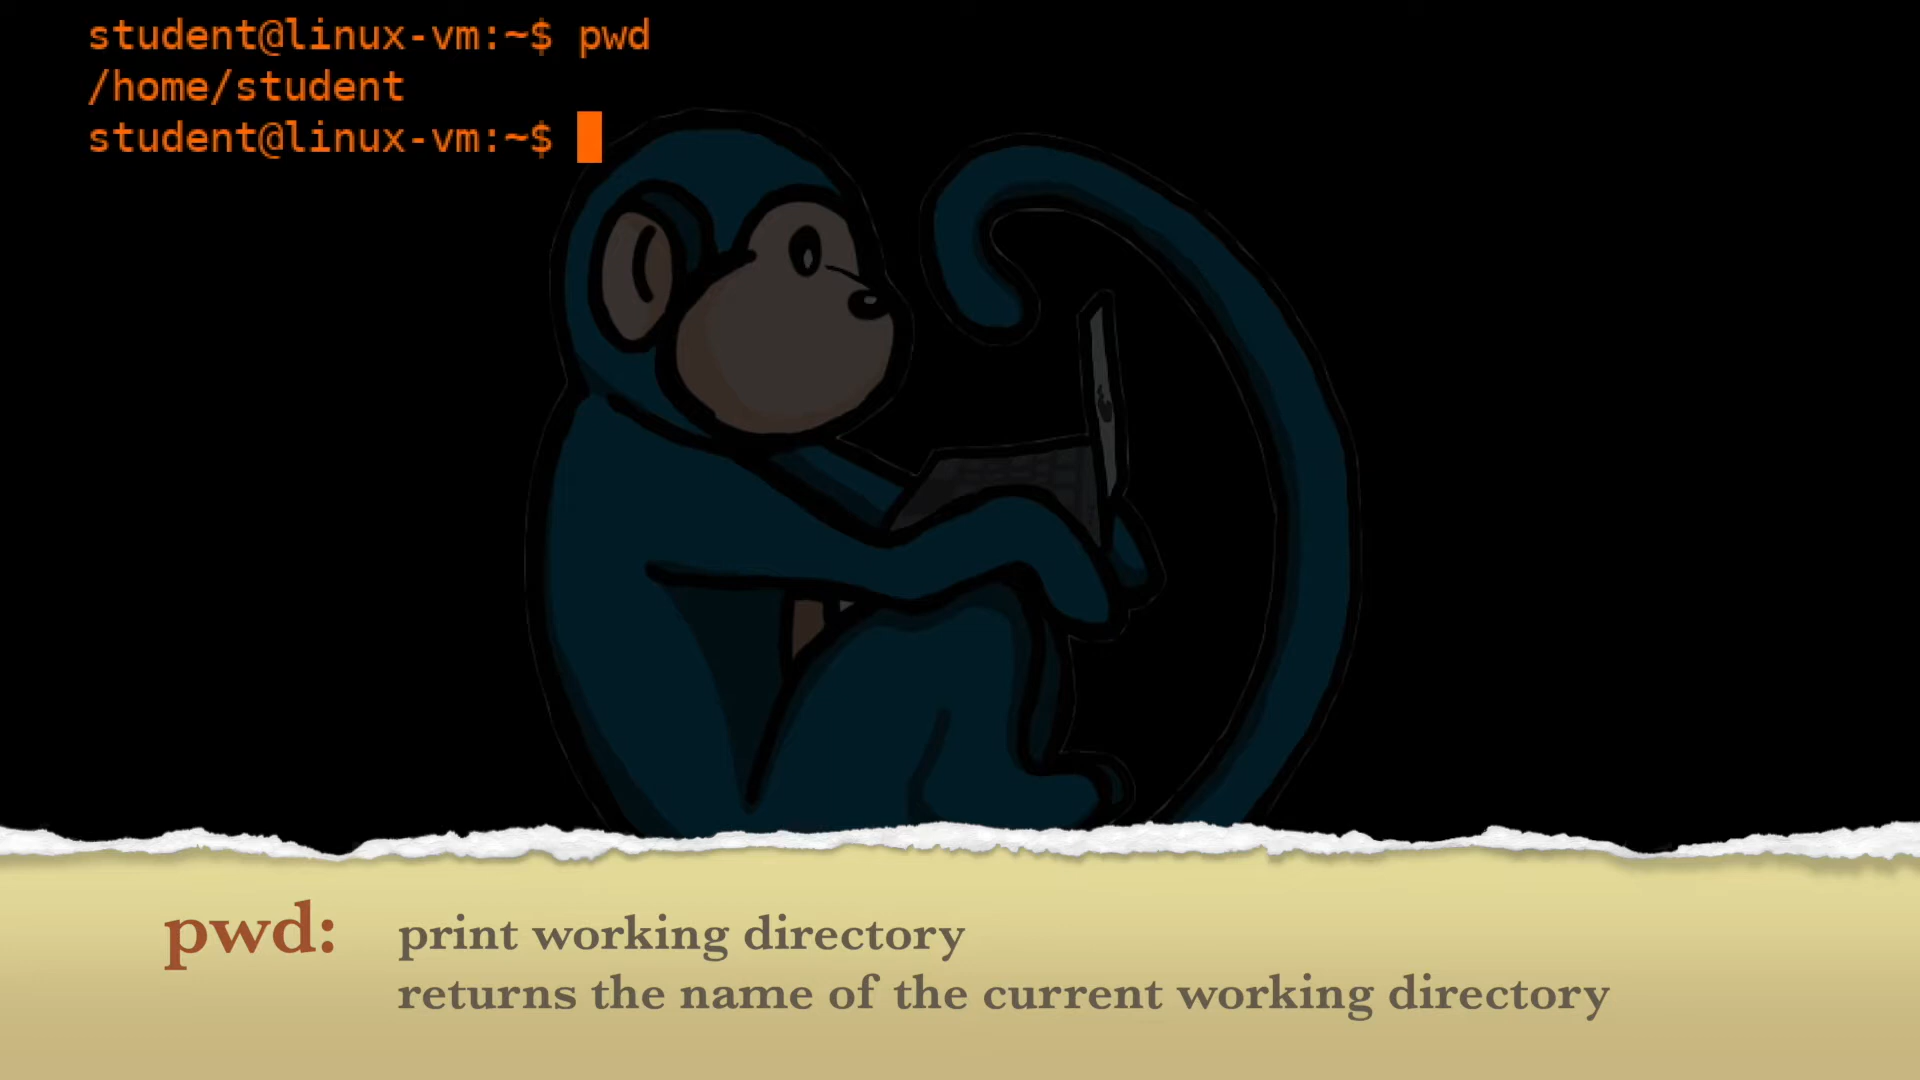 student@linux-vm:~$ pwd
/home/student
student@linux-vm:~$
pwd: print working directory
returns the name of the current working directory